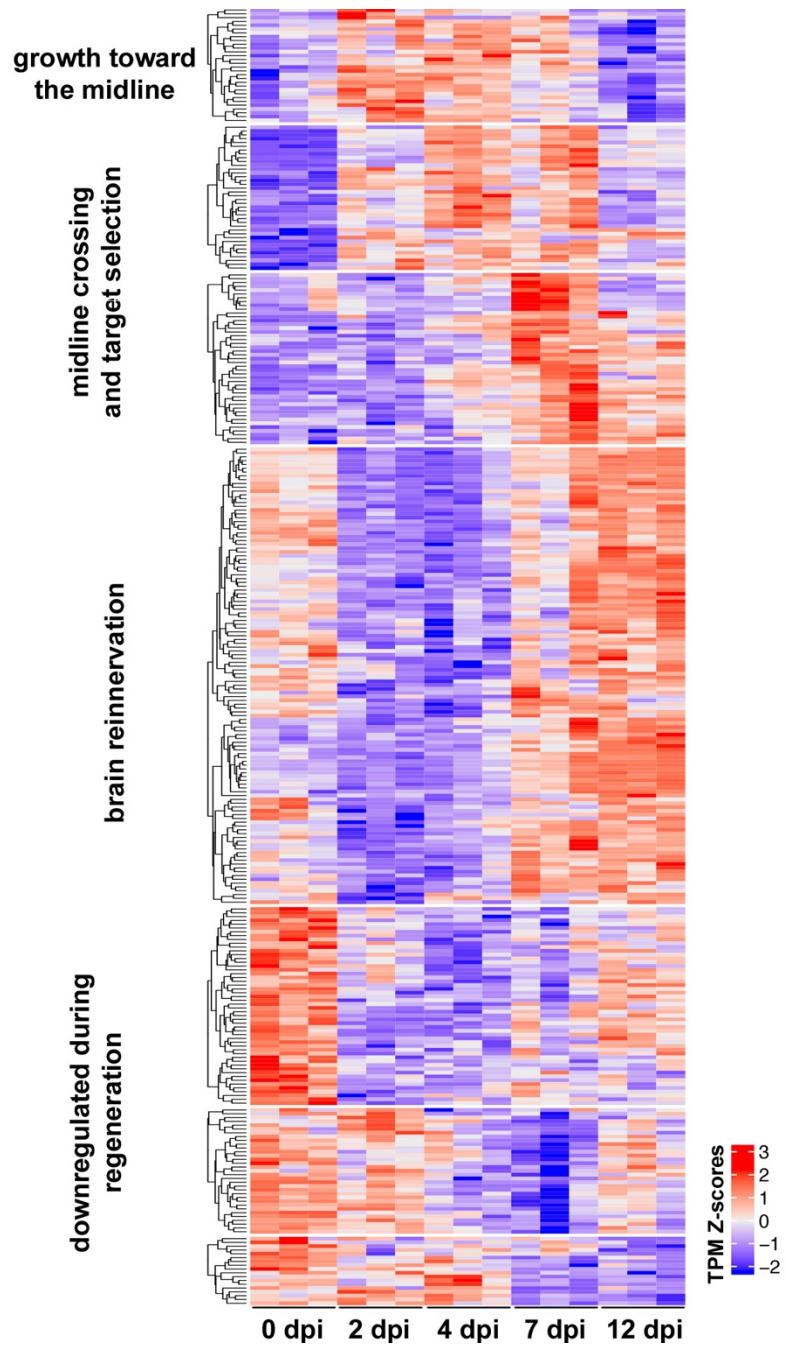 growth toward
the midline
midline crossing
and target selection
brain reinnervation
downregulated during
regeneration
TPM Z-scores
3
2
1
0
−1
−2
0 dpi
2 dpi
4 dpi
7 dpi
12 dpi